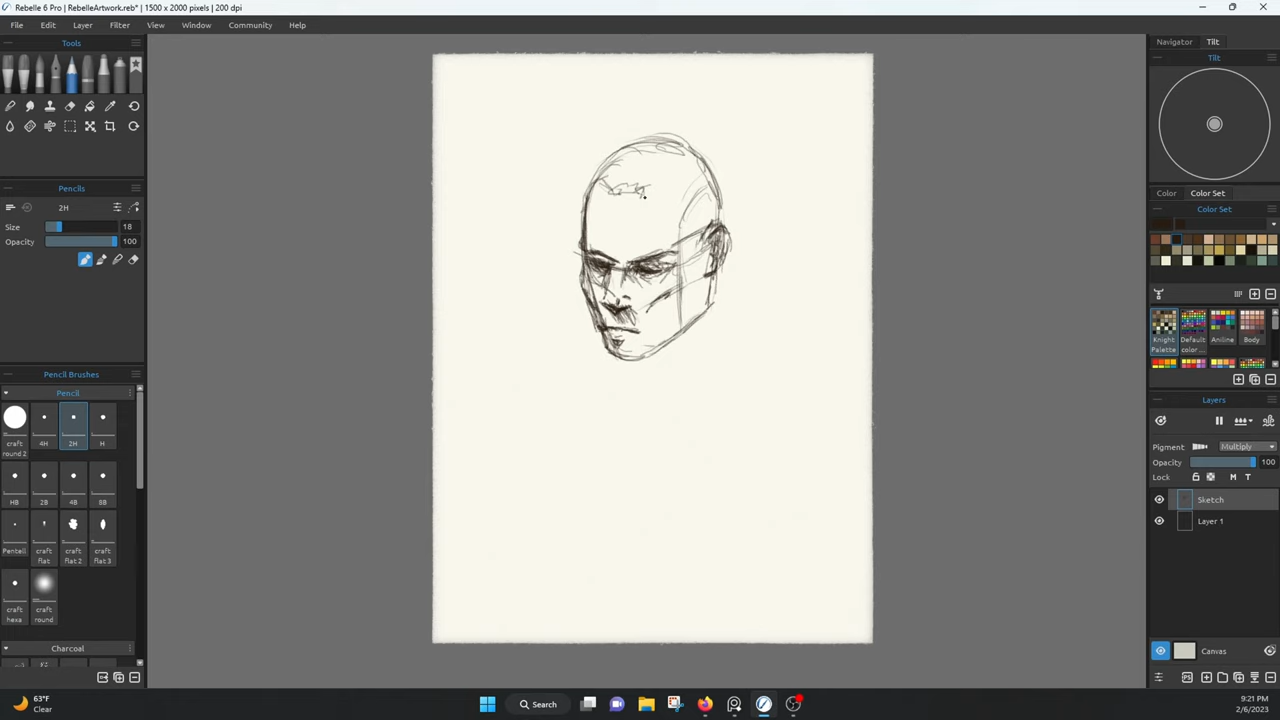 Rebelle 6 Pro | RebelleArtwork.reb* | 1500 x 2000 pixels | 200 dpi
File Edit Layer Filter View Window Community Help
Tools
Navigator Tilt
Tilt
Pencils
2H
Size 18
Opacity 100
Color Color Set
Color Set
Knight Palette
Default color ...
Aniline
Body
Pencil Brushes
Pencil
craft round 2
4H
2H
H
HB
2B
4B
8B
Pentell
craft flat
craft flat 2
craft flat 3
craft hexa
craft round
Charcoal
Layers
Pigment Multiply
Opacity 100
Lock M T
Sketch
Layer 1
Canvas
63°F
Clear
Search
9:21 PM
2/6/2023